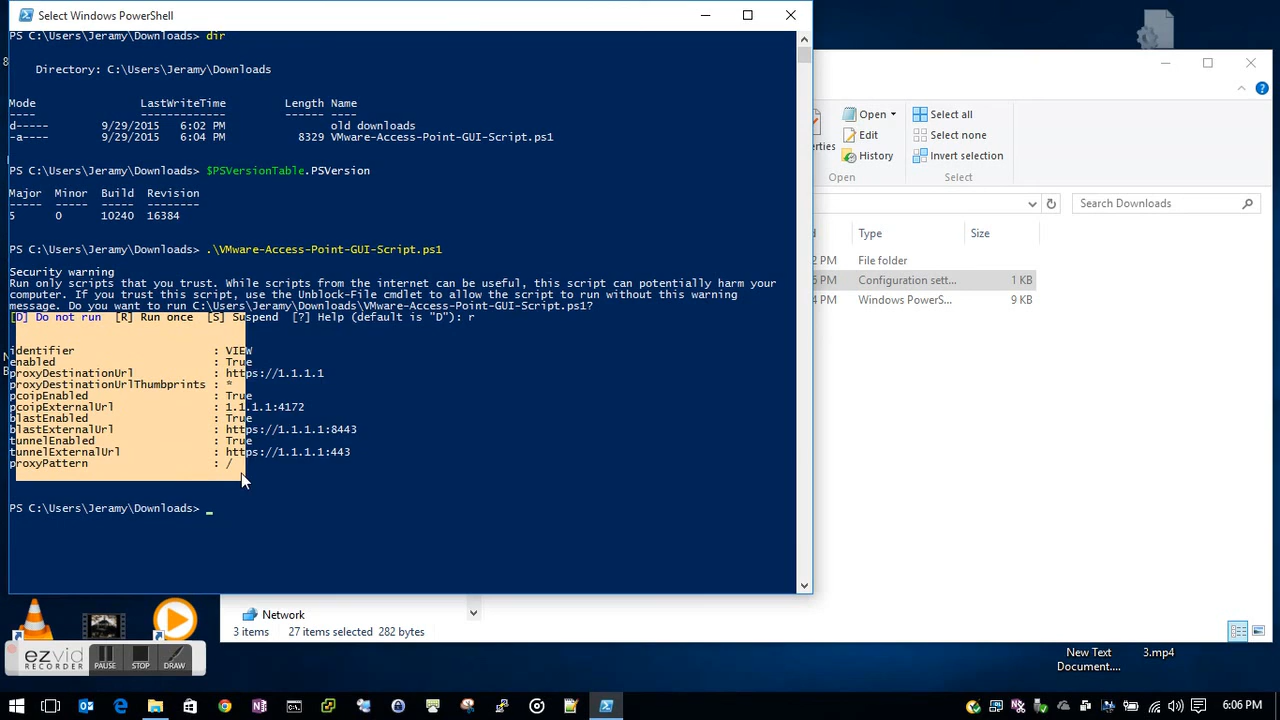 Select Windows PowerShell
PS C:\Users\Jeramy\Downloads> dir
Directory: C:\Users\Jeramy\Downloads
Mode LastWriteTime Length Name
---- ------------- ------ ----
d----- 9/29/2015 6:02 PM old downloads
-a---- 9/29/2015 6:04 PM 8329 VMware-Access-Point-GUI-Script.ps1
PS C:\Users\Jeramy\Downloads> $PSVersionTable.PSVersion
Major Minor Build Revision
----- ----- ----- --------
5 0 10240 16384
PS C:\Users\Jeramy\Downloads> .\VMware-Access-Point-GUI-Script.ps1
Security warning
Run only scripts that you trust. While scripts from the internet can be useful, this script can potentially harm your
computer. If you trust this script, use the Unblock-File cmdlet to allow the script to run without this warning
message. Do you want to run C:\Users\Jeramy\Downloads\VMware-Access-Point-GUI-Script.ps1?
[D] Do not run [R] Run once [S] Suspend [?] Help (default is "D"): r
identifier : VIEW
enabled : True
proxyDestinationUrl : https://1.1.1.1
proxyDestinationUrlThumbprints : *
pcoipEnabled : True
pcoipExternalUrl : 1.1.1.1:4172
blastEnabled : True
blastExternalUrl : https://1.1.1.1:8443
tunnelEnabled : True
tunnelExternalUrl : https://1.1.1.1:443
proxyPattern : /
PS C:\Users\Jeramy\Downloads> _
Open
Select all
Edit
Select none
History
Invert selection
Open
Select
Search Downloads
Type
Size
PM
File folder
PM
Configuration sett...
1 KB
PM
Windows PowerS...
9 KB
Network
3 items 27 items selected 282 bytes
New Text
Document....
3.mp4
ezvid
RECORDER
PAUSE
STOP
DRAW
6:06 PM